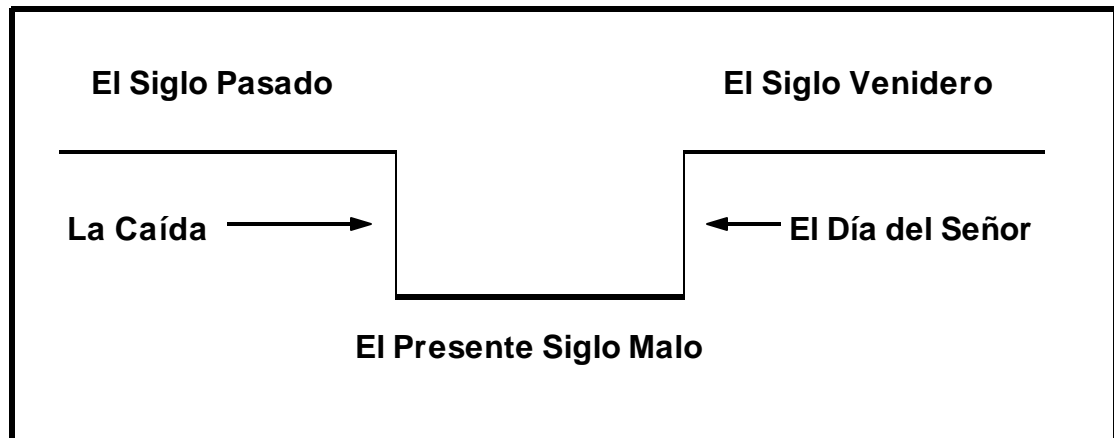 El Siglo Pasado
El Siglo Venidero
La Caída
El Día del Señor
El Presente Siglo Malo